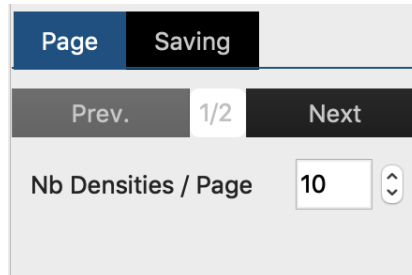 Page Saving
Prev. 1/2 Next
Nb Densities / Page 10